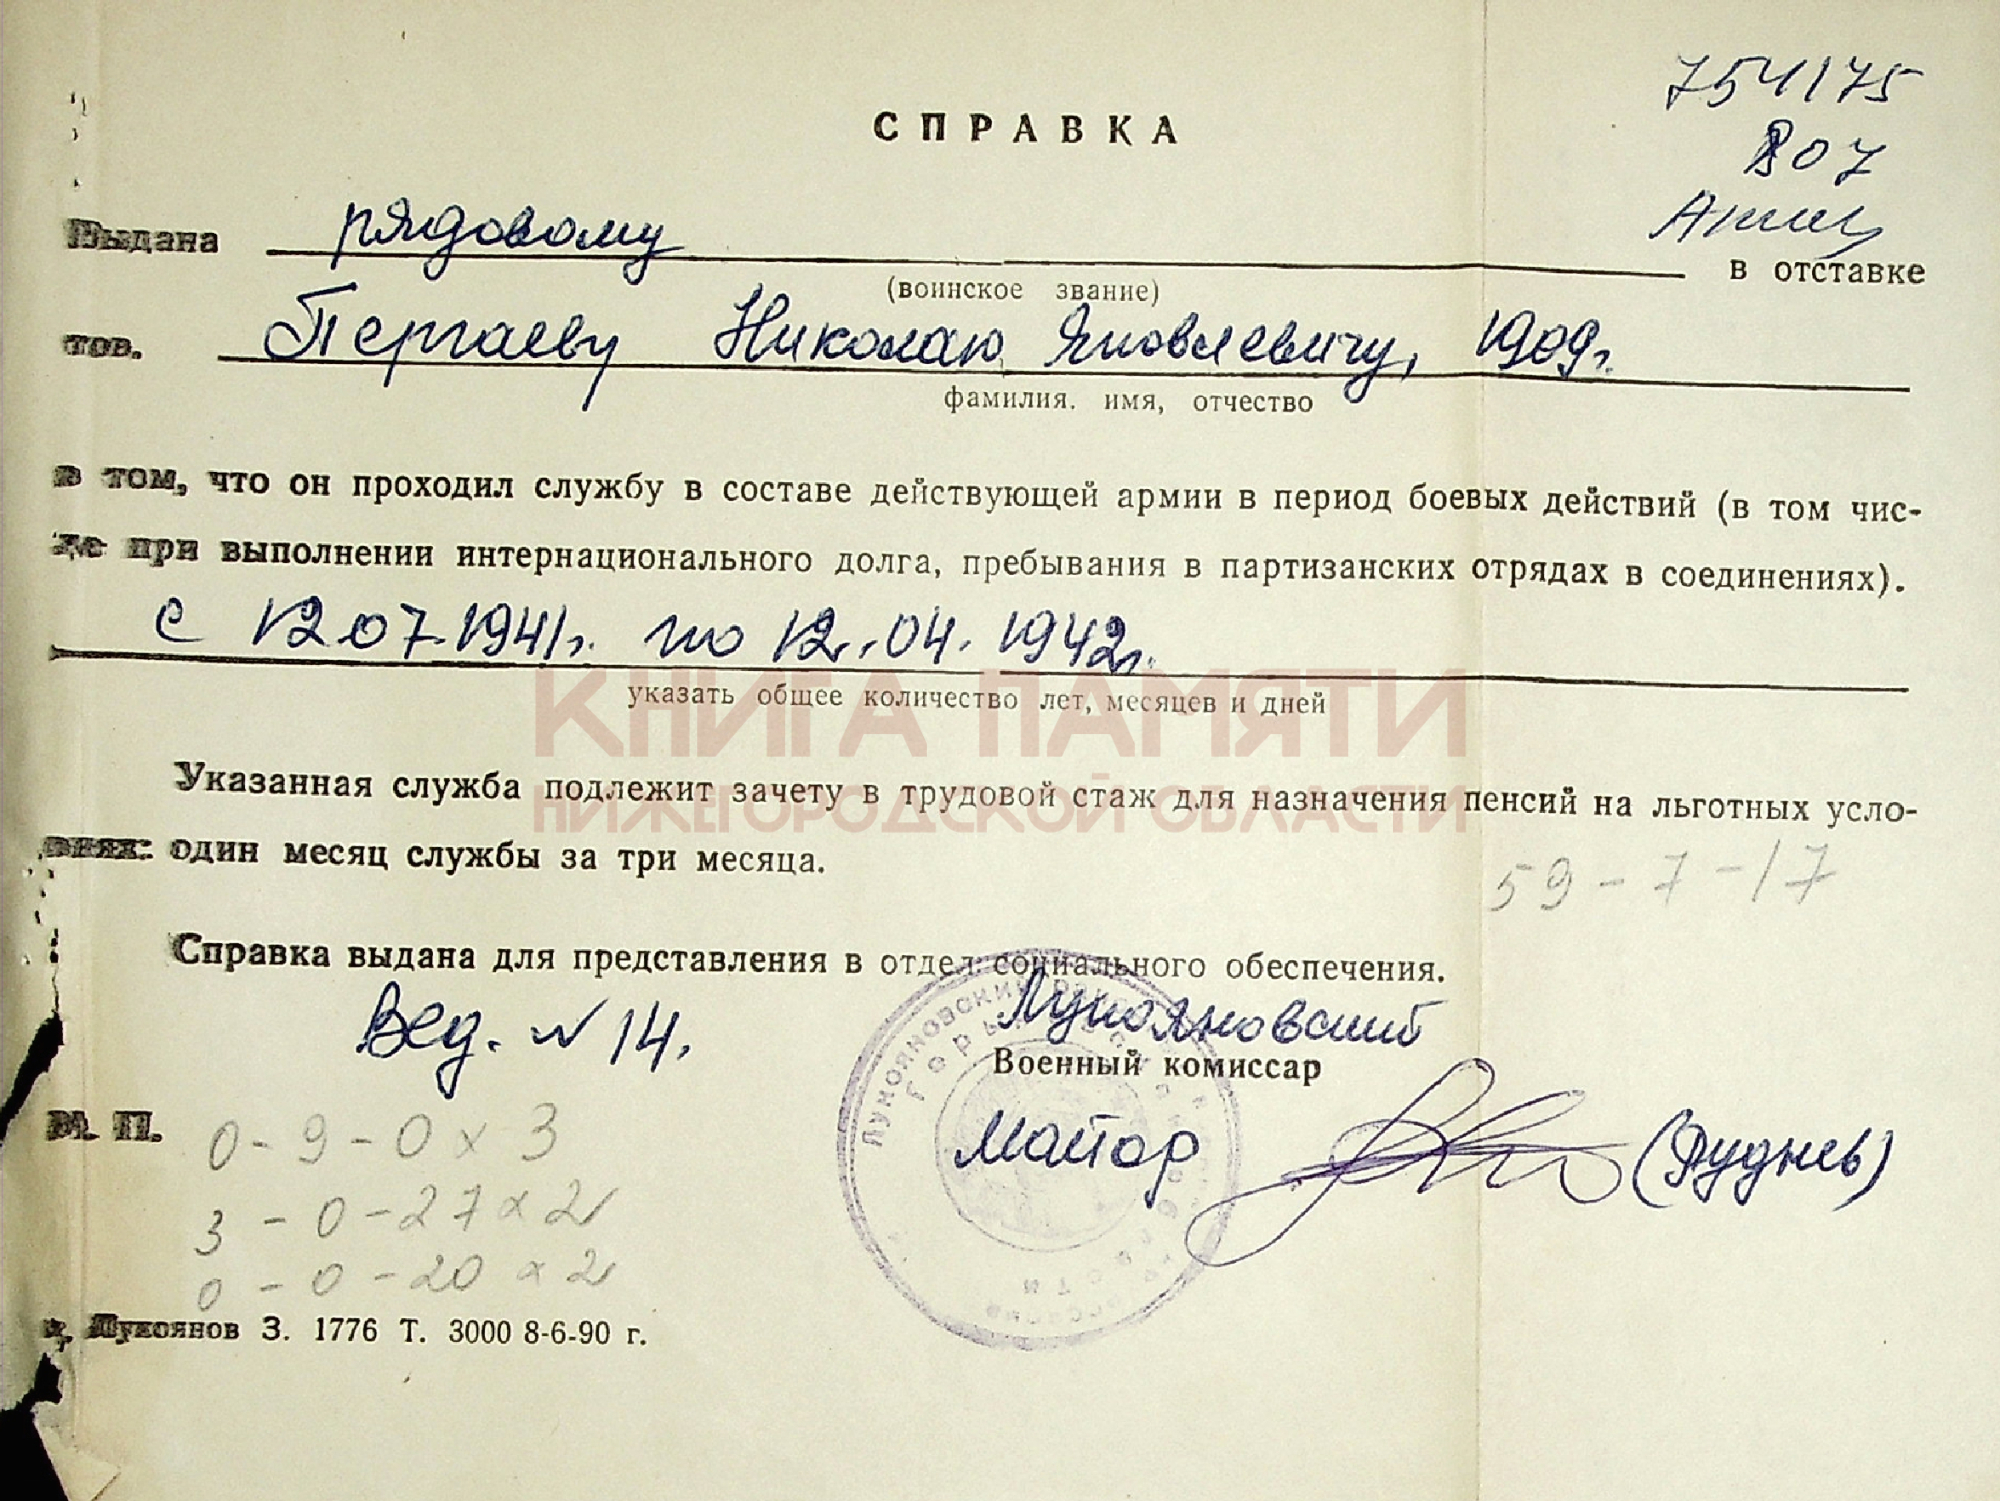 754175
807
СПРАВКА
Выдана рядовому в отставке
(воинское звание)
тов. Пергаеву Николаю Яковлевичу, 1909г.
фамилия. имя, отчество
в том, что он проходил службу в составе действующей армии в период боевых действий (в том чис-
ле при выполнении интернационального долга, пребывания в партизанских отрядах в соединениях).
с 12.07.1941г. по 12.04.1942г.
указать общее количество лет, месяцев и дней
КНИГА ПАМЯТИ
НИЖЕГОРОДСКОЙ ОБЛАСТИ
Указанная служба подлежит зачету в трудовой стаж для назначения пенсий на льготных усло-
виях: один месяц службы за три месяца.
59-7-17
Справка выдана для представления в отдел социального обеспечения.
Вед. № 14.
Лукояновский
Военный комиссар
М. П.
майор (Руднев)
0-9-0 х 3
3-0-27 х 2
0-0-20 х 2
г. Лукоянов З. 1776 Т. 3000 8-6-90 г.